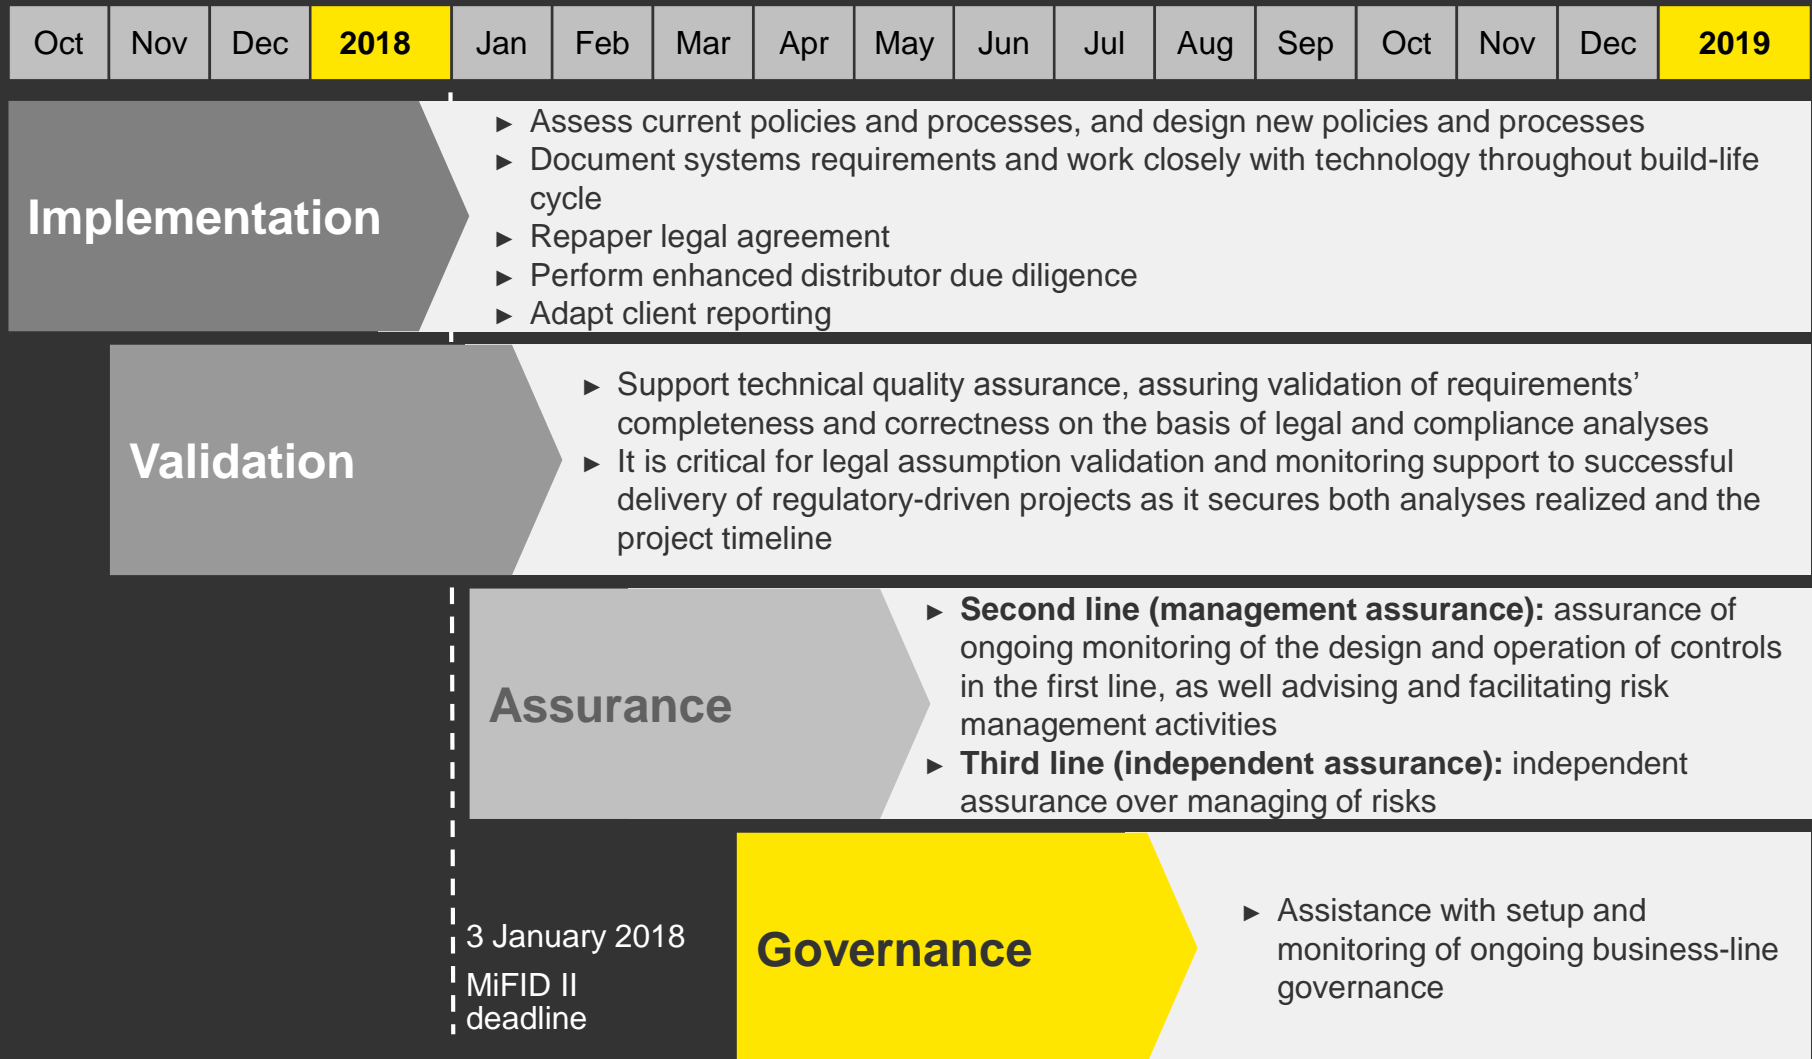 Oct Nov Dec 2018 Jan Feb Mar Apr May Jun Jul Aug Sep Oct Nov Dec 2019
Implementation
► Assess current policies and processes, and design new policies and processes
► Document systems requirements and work closely with technology throughout build-life
cycle
► Repaper legal agreement
► Perform enhanced distributor due diligence
► Adapt client reporting
Validation
► Support technical quality assurance, assuring validation of requirements’
completeness and correctness on the basis of legal and compliance analyses
► It is critical for legal assumption validation and monitoring support to successful
delivery of regulatory-driven projects as it secures both analyses realized and the
project timeline
Assurance
► Second line (management assurance): assurance of
ongoing monitoring of the design and operation of controls
in the first line, as well advising and facilitating risk
management activities
► Third line (independent assurance): independent
assurance over managing of risks
3 January 2018
MiFID II
deadline
Governance
► Assistance with setup and
monitoring of ongoing business-line
governance